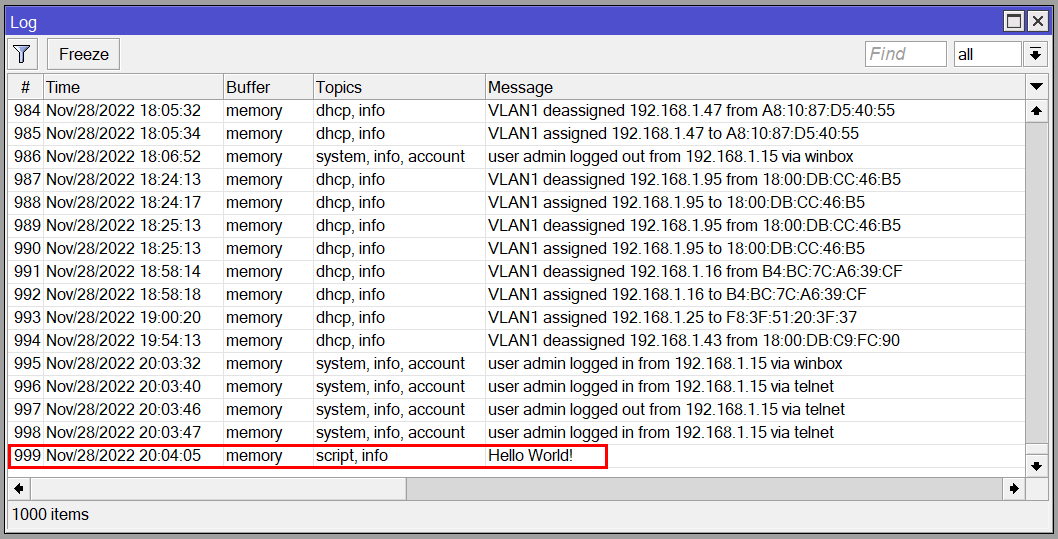 Log
Freeze
Find
all
# Time Buffer Topics Message
984 Nov/28/2022 18:05:32 memory dhcp, info VLAN1 deassigned 192.168.1.47 from A8:10:87:D5:40:55
985 Nov/28/2022 18:05:34 memory dhcp, info VLAN1 assigned 192.168.1.47 to A8:10:87:D5:40:55
986 Nov/28/2022 18:06:52 memory system, info, account user admin logged out from 192.168.1.15 via winbox
987 Nov/28/2022 18:24:13 memory dhcp, info VLAN1 deassigned 192.168.1.95 from 18:00:DB:CC:46:B5
988 Nov/28/2022 18:24:17 memory dhcp, info VLAN1 assigned 192.168.1.95 to 18:00:DB:CC:46:B5
989 Nov/28/2022 18:25:13 memory dhcp, info VLAN1 deassigned 192.168.1.95 from 18:00:DB:CC:46:B5
990 Nov/28/2022 18:25:13 memory dhcp, info VLAN1 assigned 192.168.1.95 to 18:00:DB:CC:46:B5
991 Nov/28/2022 18:58:14 memory dhcp, info VLAN1 deassigned 192.168.1.16 from B4:BC:7C:A6:39:CF
992 Nov/28/2022 18:58:18 memory dhcp, info VLAN1 assigned 192.168.1.16 to B4:BC:7C:A6:39:CF
993 Nov/28/2022 19:00:20 memory dhcp, info VLAN1 assigned 192.168.1.25 to F8:3F:51:20:3F:37
994 Nov/28/2022 19:54:13 memory dhcp, info VLAN1 deassigned 192.168.1.43 from 18:00:DB:C9:FC:90
995 Nov/28/2022 20:03:32 memory system, info, account user admin logged in from 192.168.1.15 via winbox
996 Nov/28/2022 20:03:40 memory system, info, account user admin logged in from 192.168.1.15 via telnet
997 Nov/28/2022 20:03:46 memory system, info, account user admin logged out from 192.168.1.15 via telnet
998 Nov/28/2022 20:03:47 memory system, info, account user admin logged in from 192.168.1.15 via telnet
999 Nov/28/2022 20:04:05 memory script, info Hello World!
1000 items